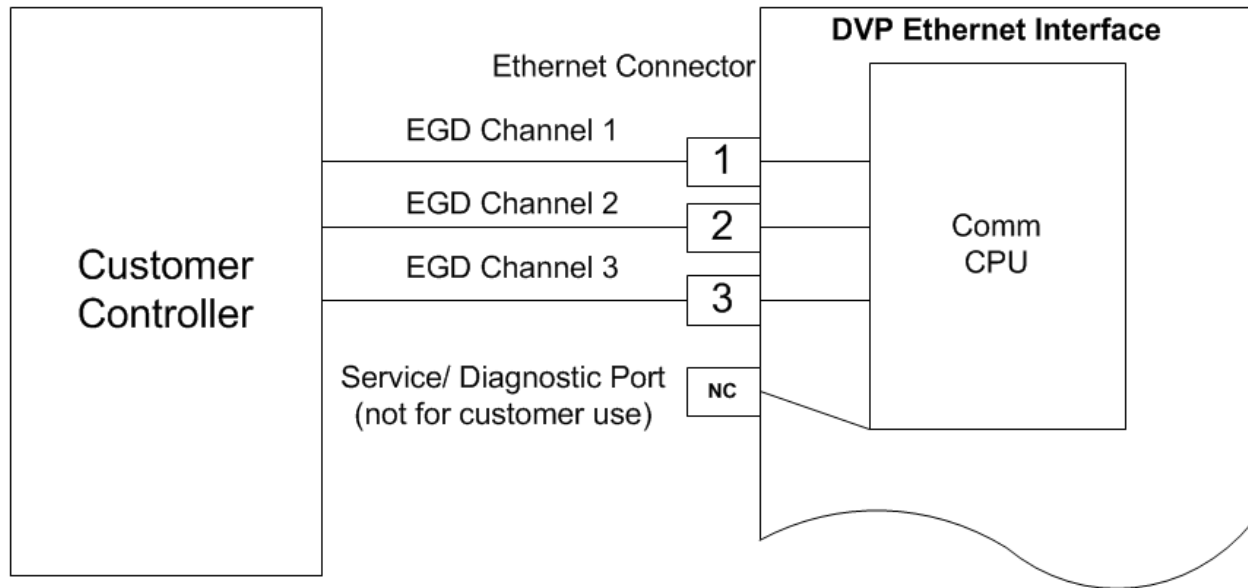 DVP Ethernet Interface
Ethernet Connector
EGD Channel 1
1
EGD Channel 2
2
EGD Channel 3
3
Customer
Controller
Comm
CPU
Service/ Diagnostic Port
(not for customer use)
NC